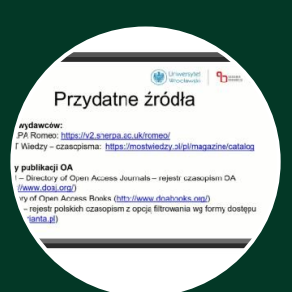 Uniwersytet
Wrocławski
Przydatne źródła
wydawców:
PA Romeo: https://v2.sherpa.ac.uk/romeo/
T Wiedzy – czasopisma: https://mostwiedzy.pl/pl/magazine/catalog
y publikacji OA
– Directory of Open Access Journals – rejestr czasopism OA
//www.doaj.org/)
ory of Open Access Books (http://www.doabooks.org/)
– rejestr polskich czasopism z opcją filtrowania wg formy dostępu
ianta.pl)